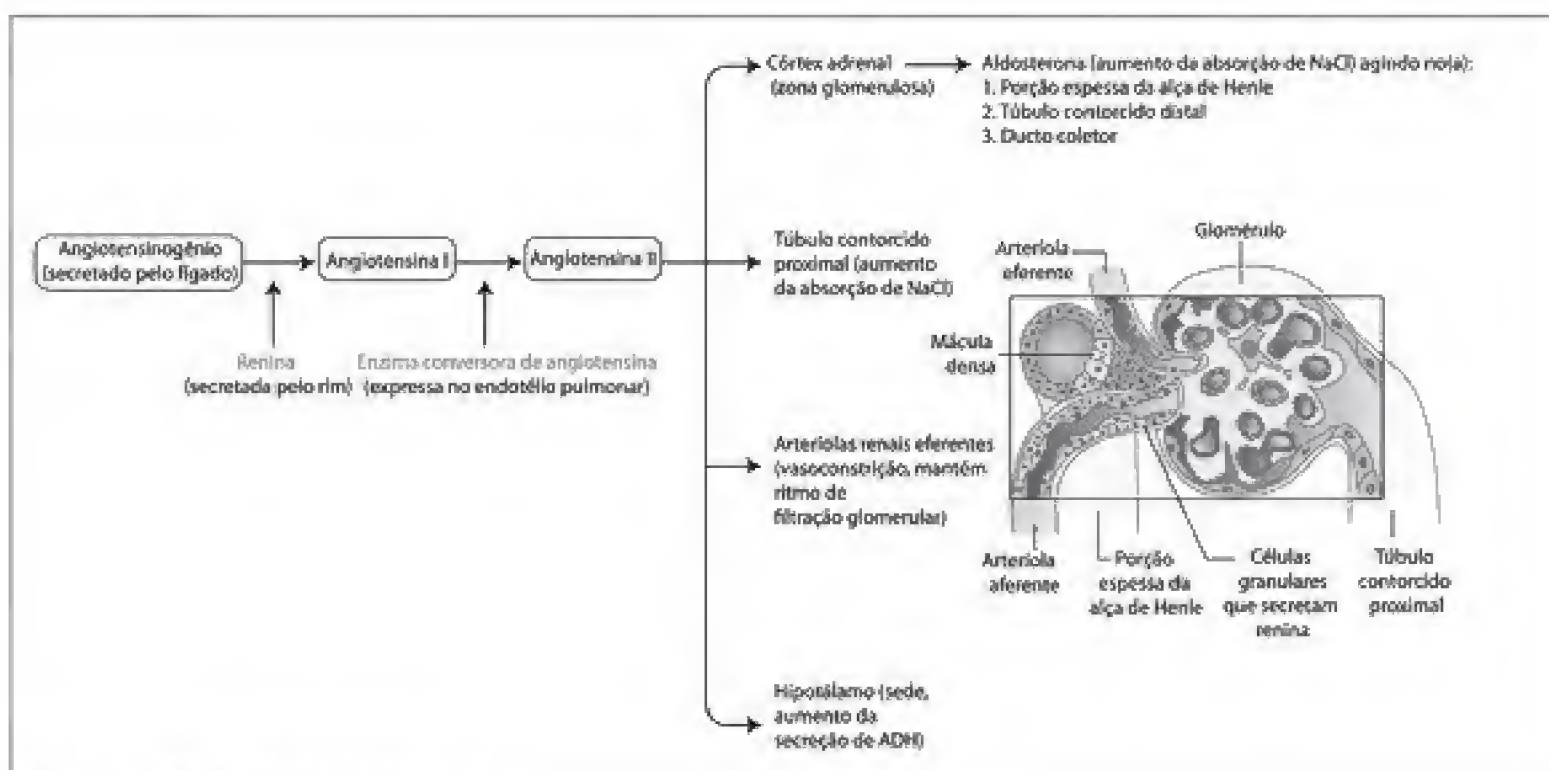 Córtex adrenal
(zona glomerulosa)
Aldosterona (aumento da absorção de NaCl) agindo no(a):
1. Porção espessa da alça de Henle
2. Túbulo contorcido distal
3. Ducto coletor
Angiotensinogênio
(secretado pelo fígado)
Angiotensina I
Angiotensina II
Renina
(secretada pelo rim)
Enzima conversora de angiotensina
(expressa no endotélio pulmonar)
Túbulo contorcido
proximal (aumento
da absorção de NaCl)
Arteríolas renais eferentes
(vasoconstrição, mantém
ritmo de
filtração glomerular)
Hipotálamo (sede,
aumento da
secreção de ADH)
Arteríola
eferente
Glomérulo
Mácula
densa
Arteríola
aferente
Porção
espessa da
alça de Henle
Células
granulares
que secretam
renina
Túbulo
contorcido
proximal